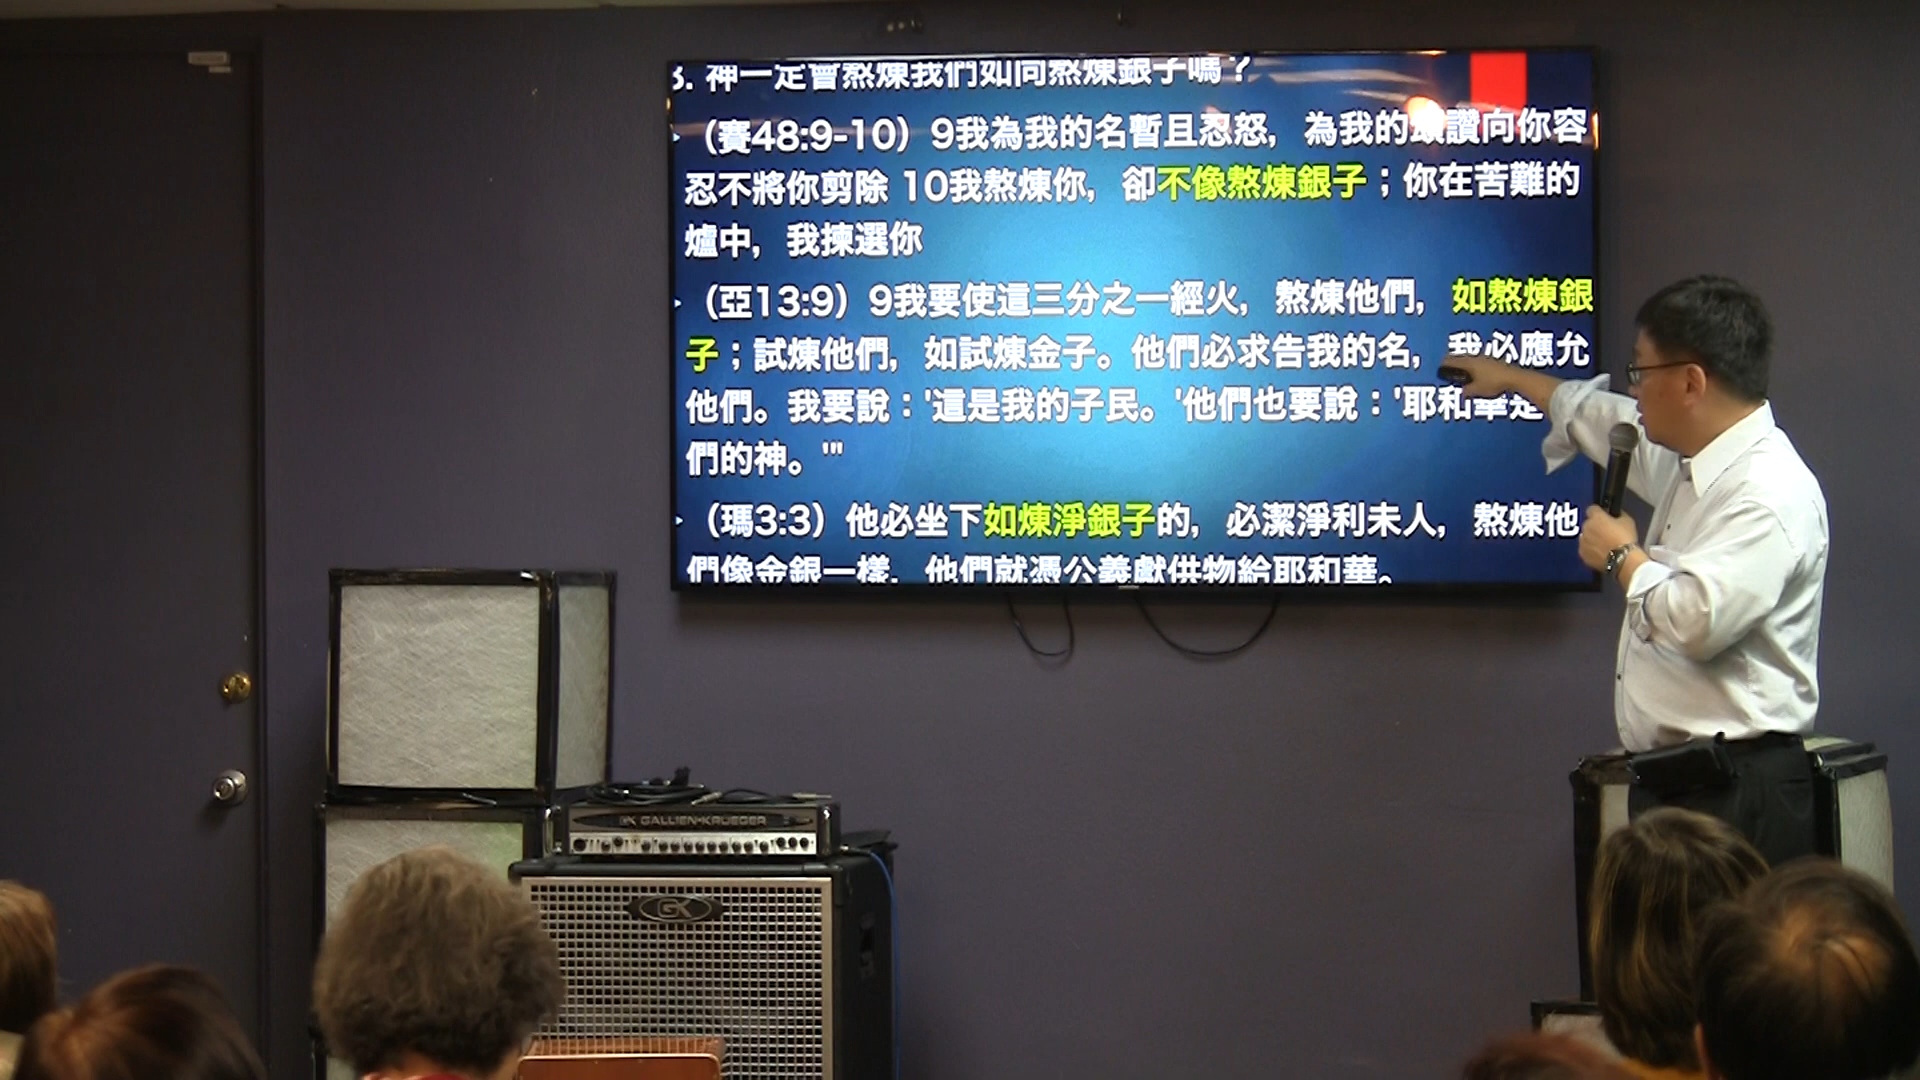 3. 神一定會熬煉我們如同熬煉銀子嗎？
（賽48:9-10）9我為我的名暫且忍怒，為我的頌讚向你容
忍不將你剪除 10我熬煉你，卻不像熬煉銀子；你在苦難的
爐中，我揀選你
（亞13:9）9我要使這三分之一經火，熬煉他們，如熬煉銀
子；試煉他們，如試煉金子。他們必求告我的名，我必應允
他們。我要說：'這是我的子民。'他們也要說：'耶和華是
們的神。'"
（瑪3:3）他必坐下如煉淨銀子的，必潔淨利未人，熬煉他
們像金銀一樣，他們就憑公義獻供物給耶和華。
GK GALLIEN-KRUEGER
GK